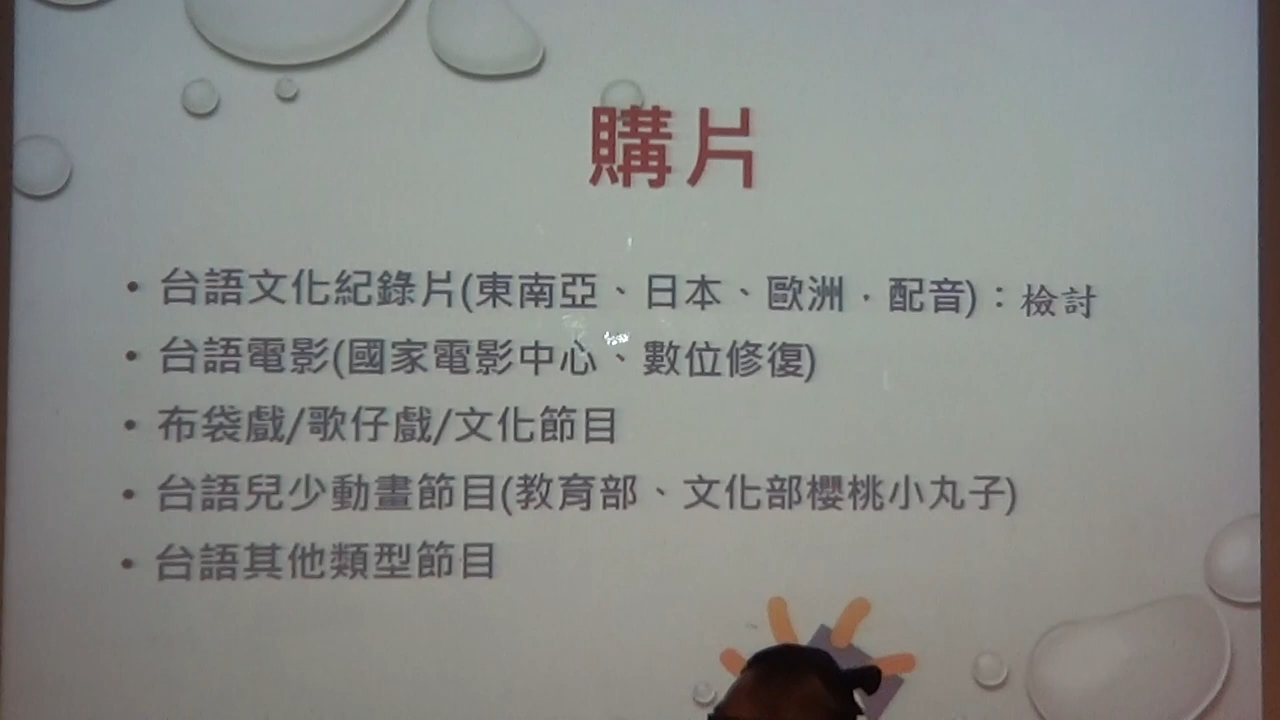 購片
• 台語文化紀錄片(東南亞、日本、歐洲．配音)：檢討
• 台語電影(國家電影中心、數位修復)
• 布袋戲/歌仔戲/文化節目
• 台語兒少動畫節目(教育部、文化部櫻桃小丸子)
• 台語其他類型節目